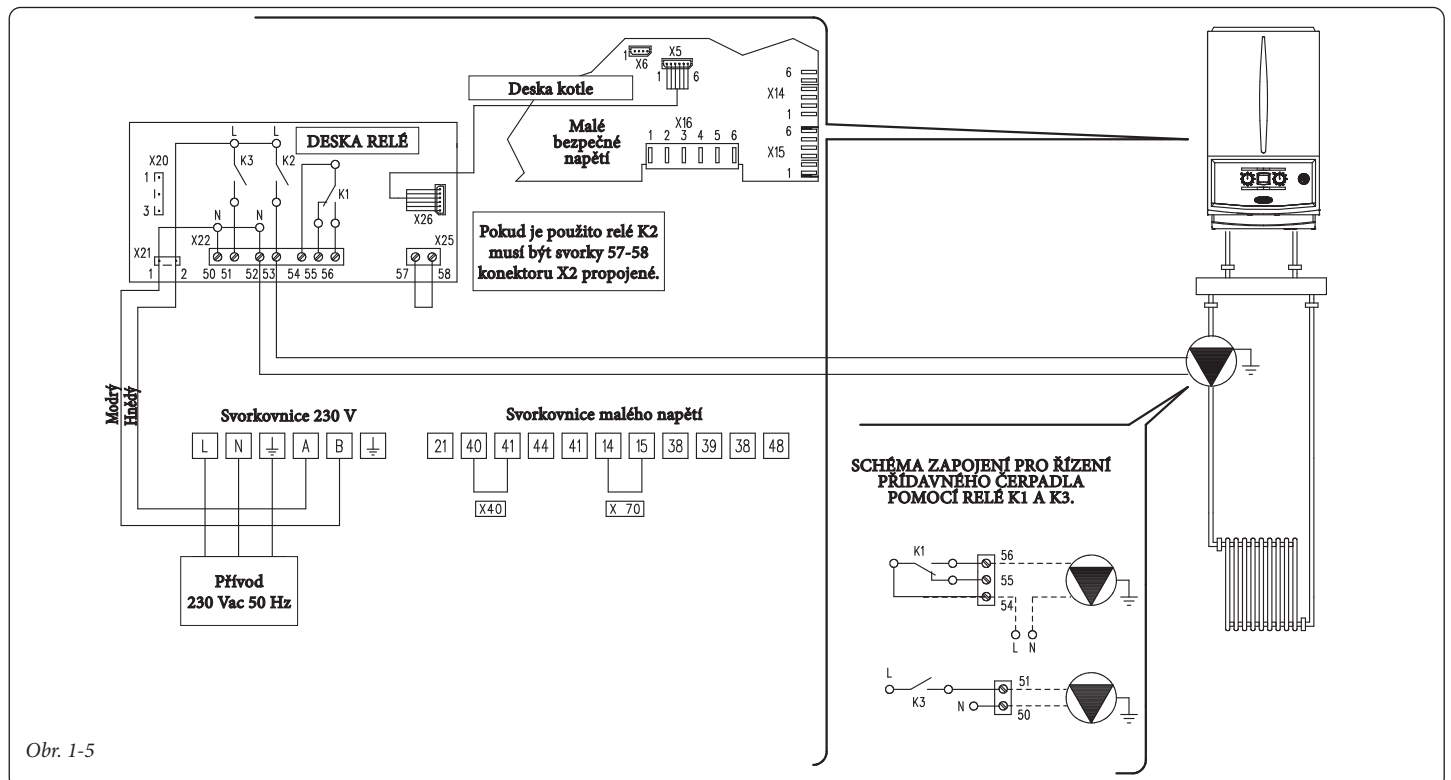 1 X6
X5
1 6
Deska kotle
6
X14
1
6
X15
1
Malé
bezpečné
napětí
X16
1 2 3 4 5 6
DESKA RELÉ
L L
X20
1
3
K3 K2
K1
N N
X26
X21
1 2
X22
50 51 52 53 54 55 56
X25
57 58
Pokud je použito relé K2
musí být svorky 57-58
konektoru X2 propojené.
Modrý
Hnědý
Svorkovnice 230 V
L N A B
Svorkovnice malého napětí
21 40 41 44 41 14 15 38 39 38 48
X40 X 70
Přívod
230 Vac 50 Hz
SCHÉMA ZAPOJENÍ PRO ŘÍZENÍ
PŘÍDAVNÉHO ČERPADLA
POMOCÍ RELÉ K1 A K3.
K1
56
55
54
L N
L
K3
51
N
50
Obr. 1-5